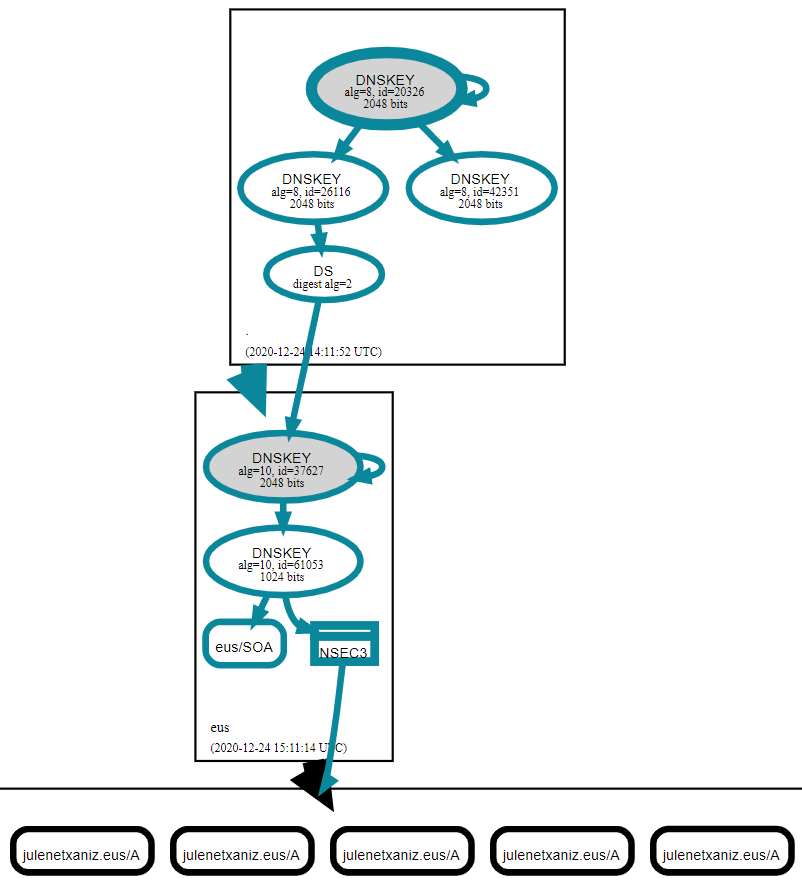 DNSKEY
alg=8, id=20326
2048 bits
DNSKEY
alg=8, id=26116
2048 bits
DNSKEY
alg=8, id=42351
2048 bits
DS
digest alg=2
.
(2020-12-24 14:11:52 UTC)
DNSKEY
alg=10, id=37627
2048 bits
DNSKEY
alg=10, id=61053
1024 bits
eus/SOA
NSEC3
eus
(2020-12-24 15:11:14 UTC)
julenetxaniz.eus/A
julenetxaniz.eus/A
julenetxaniz.eus/A
julenetxaniz.eus/A
julenetxaniz.eus/A